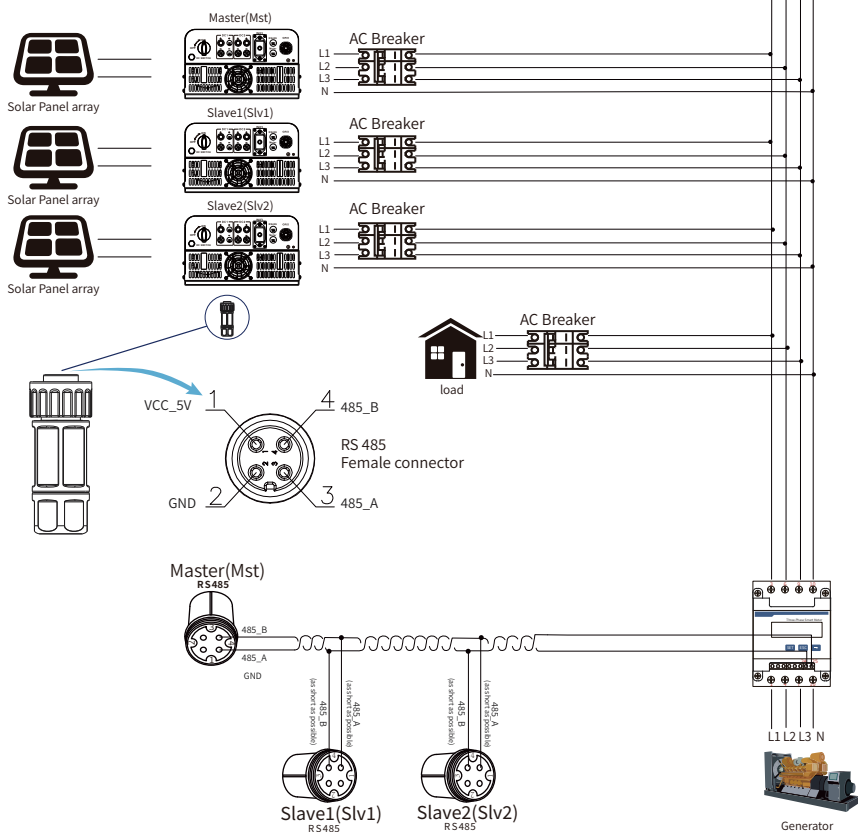 Master(Mst)
Solar Panel array
AC Breaker
L1
L2
L3
N
Slave1(Slv1)
Solar Panel array
AC Breaker
L1
L2
L3
N
Slave2(Slv2)
Solar Panel array
AC Breaker
L1
L2
L3
N
AC Breaker
L1
L2
L3
N
load
VCC_5V 1
4 485_B
RS 485
Female connector
GND 2
3 485_A
1 4
2 3
Master(Mst)
RS485
485_B
485_A
GND
485_B
(as short as possible)
485_A
(as short as possible)
485_B
(as short as possible)
485_A
(as short as possible)
Slave1(Slv1)
RS485
Slave2(Slv2)
RS485
L1 L2 L3 N
Generator